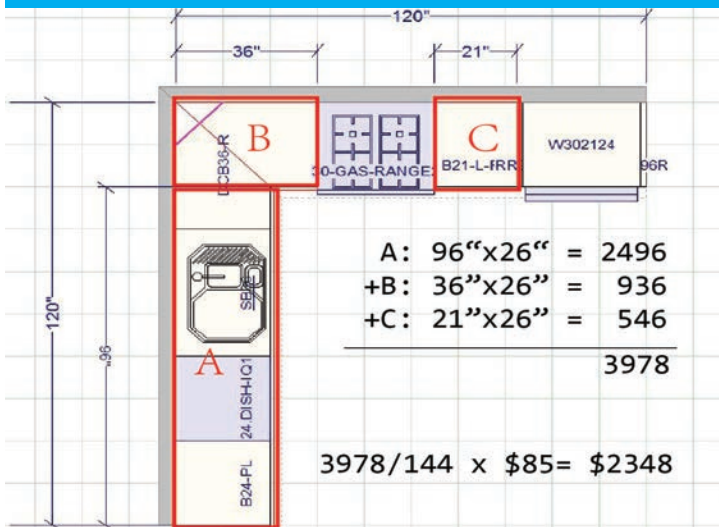 120"
36"
21"
B
C
DCB36-R
30-GAS-RANGE
B21-L-FRR
W302124
96R
120"
96
A: 96“x26“ = 2496
+B: 36”x26” = 936
+C: 21”x26” = 546
3978
A
24.DISH-IQ1
B24-PL
3978/144 x $85= $2348